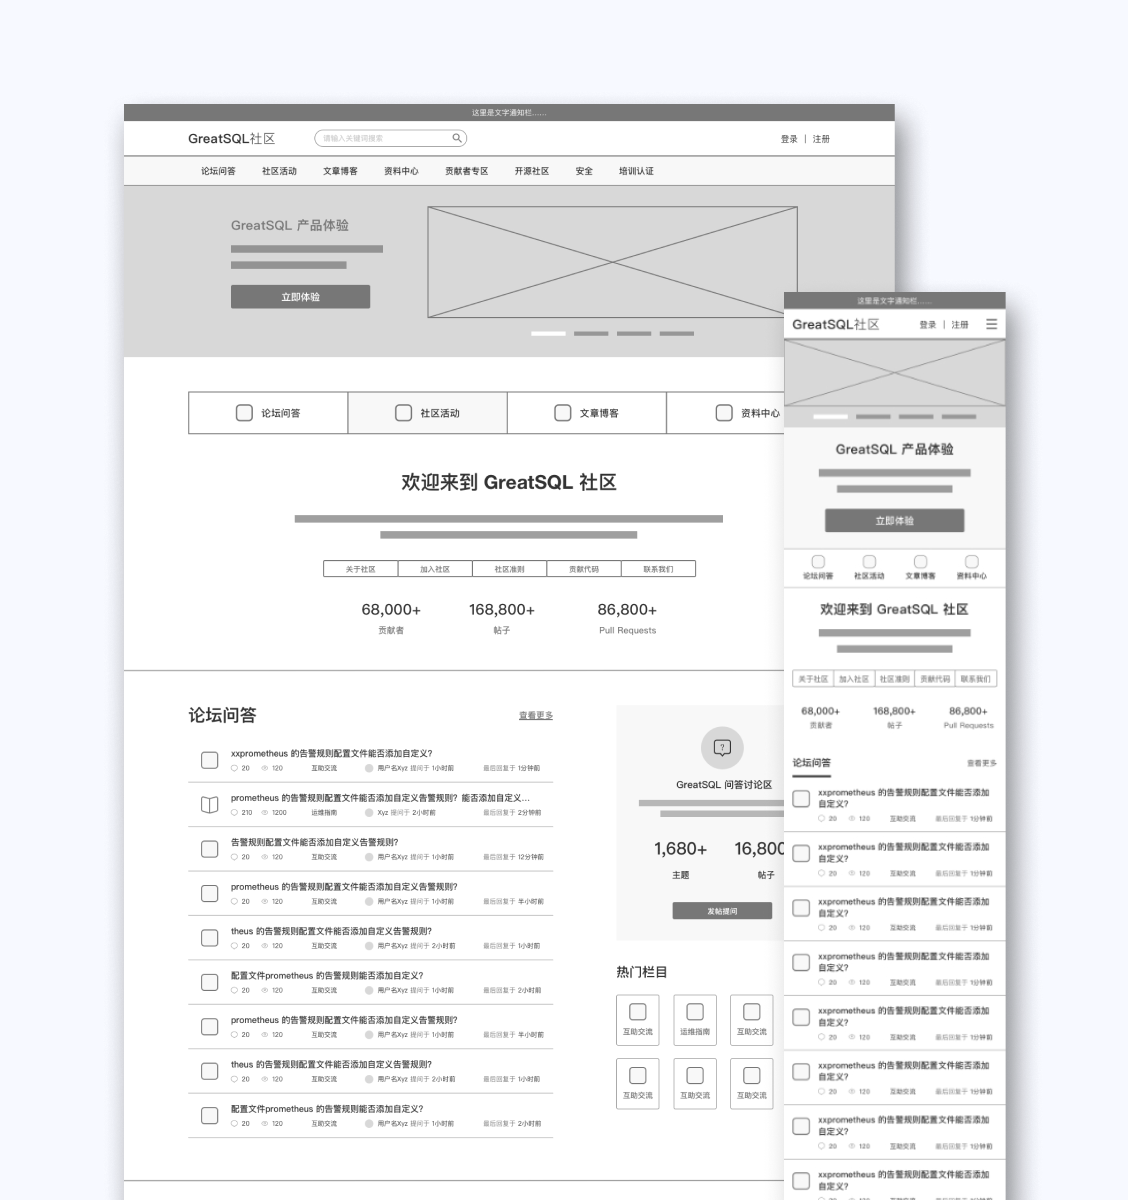 这里是文字通知栏……
GreatSQL社区
请输入关键词搜索
登录 | 注册
论坛问答 社区活动 文章博客 资料中心 贡献者专区 开源社区 安全 培训认证
GreatSQL 产品体验
立即体验
论坛问答 社区活动 文章博客 资料中心
欢迎来到 GreatSQL 社区
关于社区 加入社区 社区准则 贡献代码 联系我们
68,000+ 168,800+ 86,800+
贡献者 帖子 Pull Requests
论坛问答 查看更多
xxprometheus 的告警规则配置文件能否添加自定义?
20 120 互助交流 用户名Xyz 提问于 1小时前 最后回复于 1分钟前
prometheus 的告警规则配置文件能否添加自定义告警规则? 能否添加自定义...
210 1200 运维指南 Xyz 提问于 2小时前 最后回复于 2分钟前
告警规则配置文件能否添加自定义告警规则?
20 120 互助交流 用户名Xyz 提问于 1小时前 最后回复于 12分钟前
prometheus 的告警规则配置文件能否添加自定义告警规则?
20 120 互助交流 用户名Xyz 提问于 1小时前 最后回复于 半小时前
theus 的告警规则配置文件能否添加自定义告警规则?
20 120 互助交流 用户名Xyz 提问于 2小时前 最后回复于 1小时前
配置文件prometheus 的告警规则能否添加自定义?
20 120 互助交流 用户名Xyz 提问于 1小时前 最后回复于 2小时前
prometheus 的告警规则配置文件能否添加自定义告警规则?
20 120 互助交流 用户名Xyz 提问于 1小时前 最后回复于 半小时前
theus 的告警规则配置文件能否添加自定义告警规则?
20 120 互助交流 用户名Xyz 提问于 2小时前 最后回复于 1小时前
配置文件prometheus 的告警规则能否添加自定义?
20 120 互助交流 用户名Xyz 提问于 1小时前 最后回复于 2小时前
?
GreatSQL 问答讨论区
1,680+ 16,800
主题 帖子
发帖提问
热门栏目
互助交流 运维指南 互助交流
互助交流 互助交流 互助交流
这里是文字通知栏……
GreatSQL社区 登录 | 注册
GreatSQL 产品体验
立即体验
论坛问答 社区活动 文章博客 资料中心
欢迎来到 GreatSQL 社区
关于社区 加入社区 社区准则 贡献代码 联系我们
68,000+ 168,800+ 86,800+
贡献者 帖子 Pull Requests
论坛问答 查看更多
xxprometheus 的告警规则配置文件能否添加
自定义?
20 120 互助交流 最后回复于 1分钟前
xxprometheus 的告警规则配置文件能否添加
自定义?
20 120 互助交流 最后回复于 1分钟前
xxprometheus 的告警规则配置文件能否添加
自定义?
20 120 互助交流 最后回复于 1分钟前
xxprometheus 的告警规则配置文件能否添加
自定义?
20 120 互助交流 最后回复于 1分钟前
xxprometheus 的告警规则配置文件能否添加
自定义?
20 120 互助交流 最后回复于 1分钟前
xxprometheus 的告警规则配置文件能否添加
自定义?
20 120 互助交流 最后回复于 1分钟前
xxprometheus 的告警规则配置文件能否添加
自定义?
20 120 互助交流 最后回复于 1分钟前
xxprometheus 的告警规则配置文件能否添加
自定义?